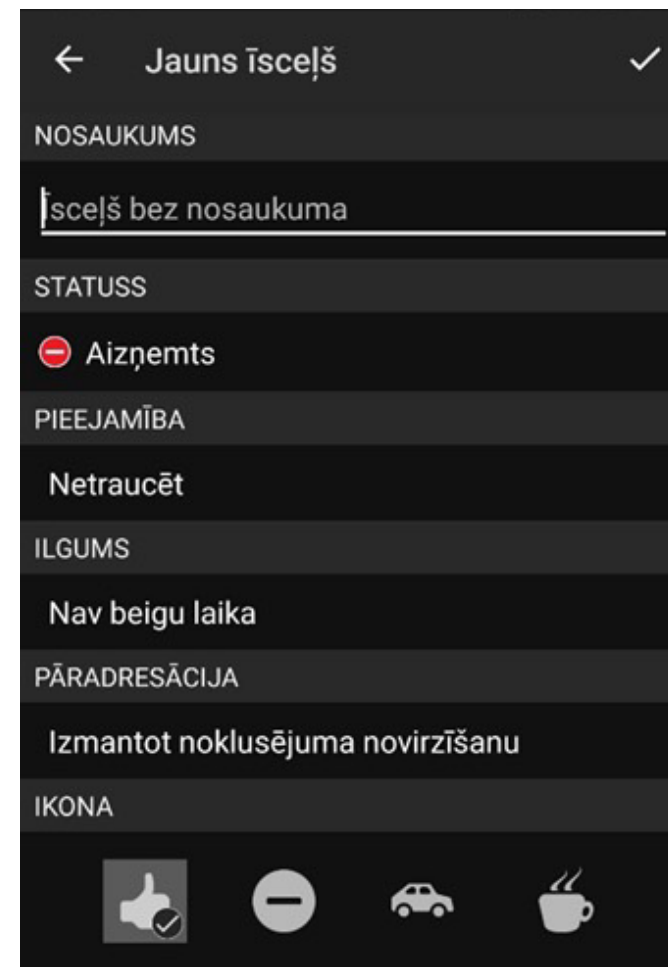 Jauns īsceļš
NOSAUKUMS
Īsceļš bez nosaukuma
STATUSS
Aizņemts
PIEEJAMĪBA
Netraucēt
ILGUMS
Nav beigu laika
PĀRADRESĀCIJA
Izmantot noklusējuma novirzīšanu
IKONA